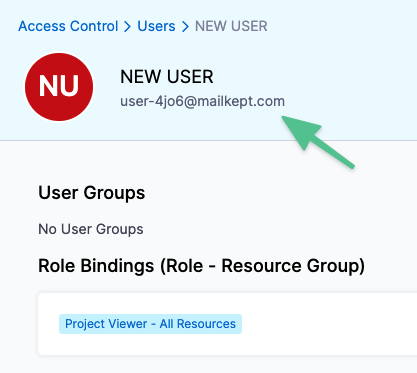 Access Control > Users > NEW USER
NU
NEW USER
user-4jo6@mailkept.com
User Groups
No User Groups
Role Bindings (Role - Resource Group)
Project Viewer - All Resources